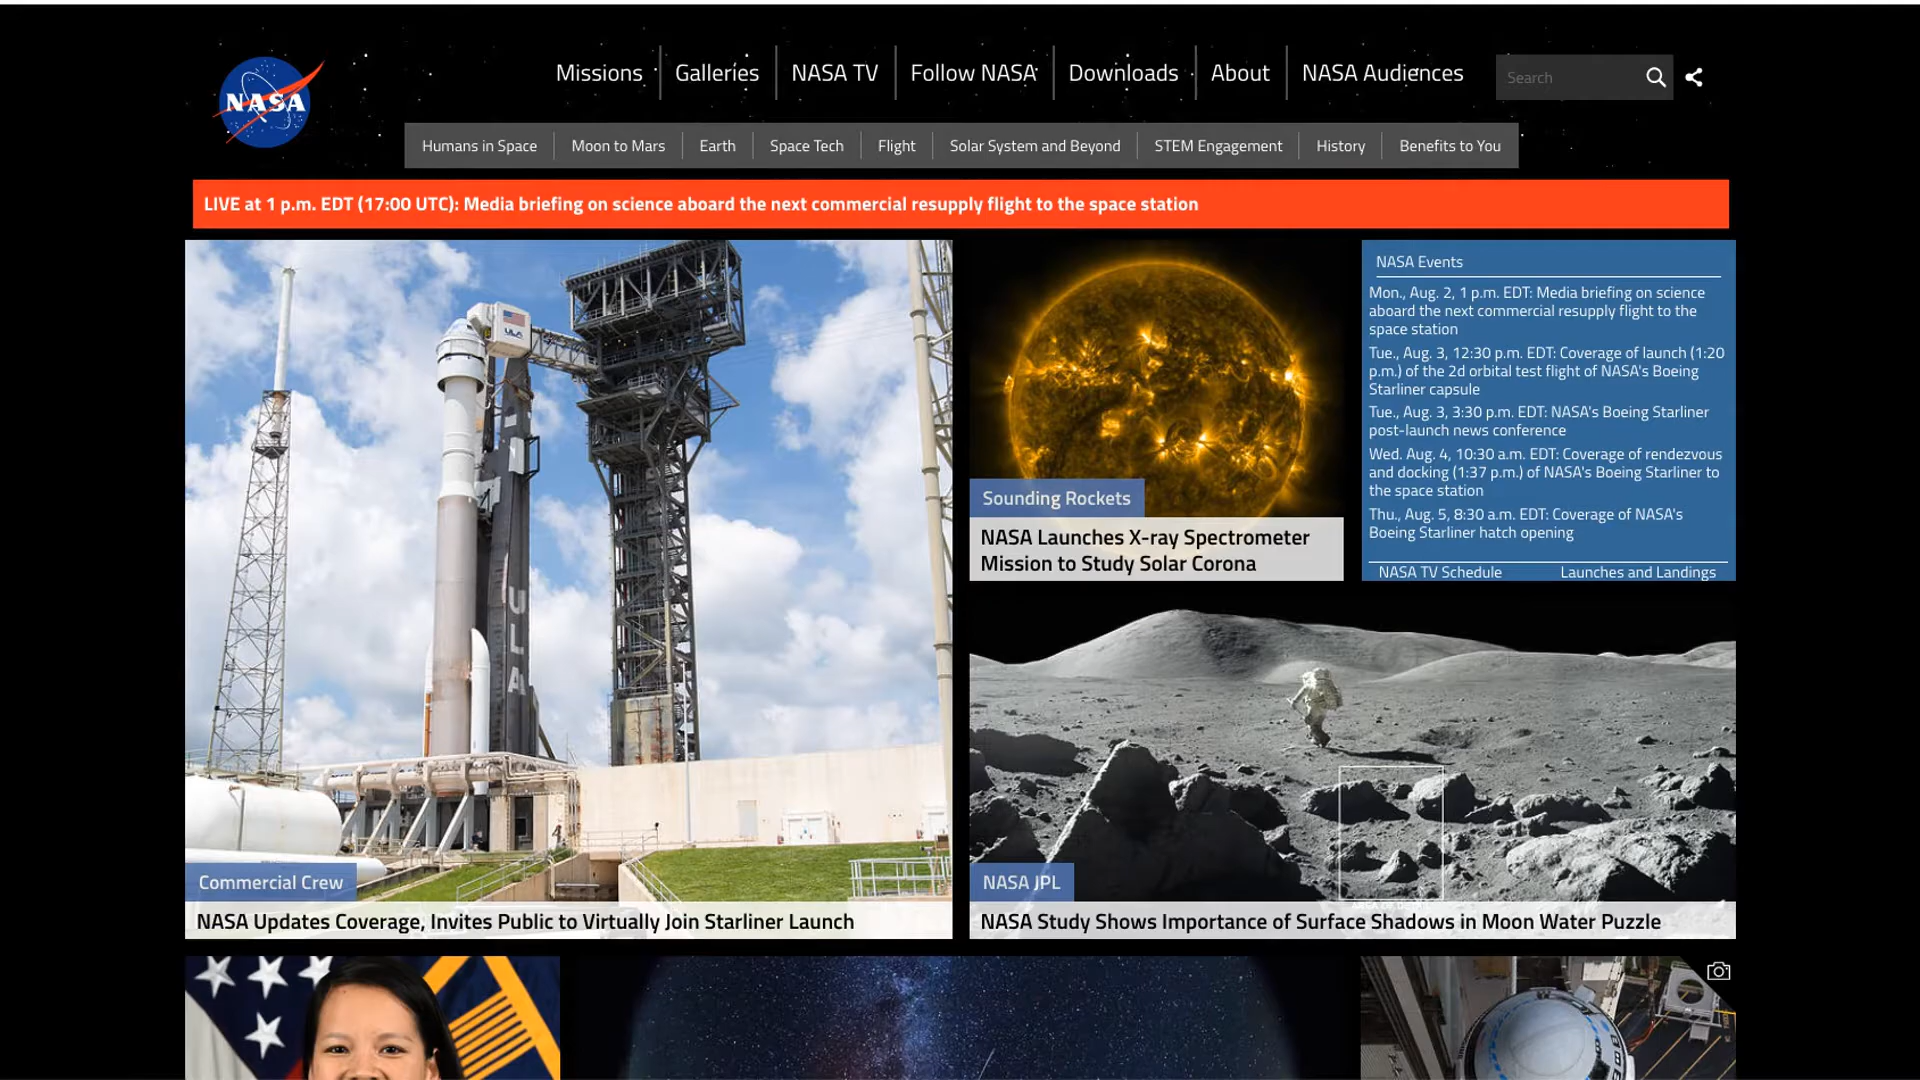 NASA
Missions
Galleries
NASA TV
Follow NASA
Downloads
About
NASA Audiences
Search
Humans in Space
Moon to Mars
Earth
Space Tech
Flight
Solar System and Beyond
STEM Engagement
History
Benefits to You
LIVE at 1 p.m. EDT (17:00 UTC): Media briefing on science aboard the next commercial resupply flight to the space station
ULA
ULA
Commercial Crew
NASA Updates Coverage, Invites Public to Virtually Join Starliner Launch
Sounding Rockets
NASA Launches X-ray Spectrometer
Mission to Study Solar Corona
NASA Events
Mon., Aug. 2, 1 p.m. EDT: Media briefing on science
aboard the next commercial resupply flight to the
space station
Tue., Aug. 3, 12:30 p.m. EDT: Coverage of launch (1:20
p.m.) of the 2d orbital test flight of NASA's Boeing
Starliner capsule
Tue., Aug. 3, 3:30 p.m. EDT: NASA's Boeing Starliner
post-launch news conference
Wed. Aug. 4, 10:30 a.m. EDT: Coverage of rendezvous
and docking (1:37 p.m.) of NASA's Boeing Starliner to
the space station
Thu., Aug. 5, 8:30 a.m. EDT: Coverage of NASA's
Boeing Starliner hatch opening
NASA TV Schedule
Launches and Landings
NASA JPL
NASA Study Shows Importance of Surface Shadows in Moon Water Puzzle